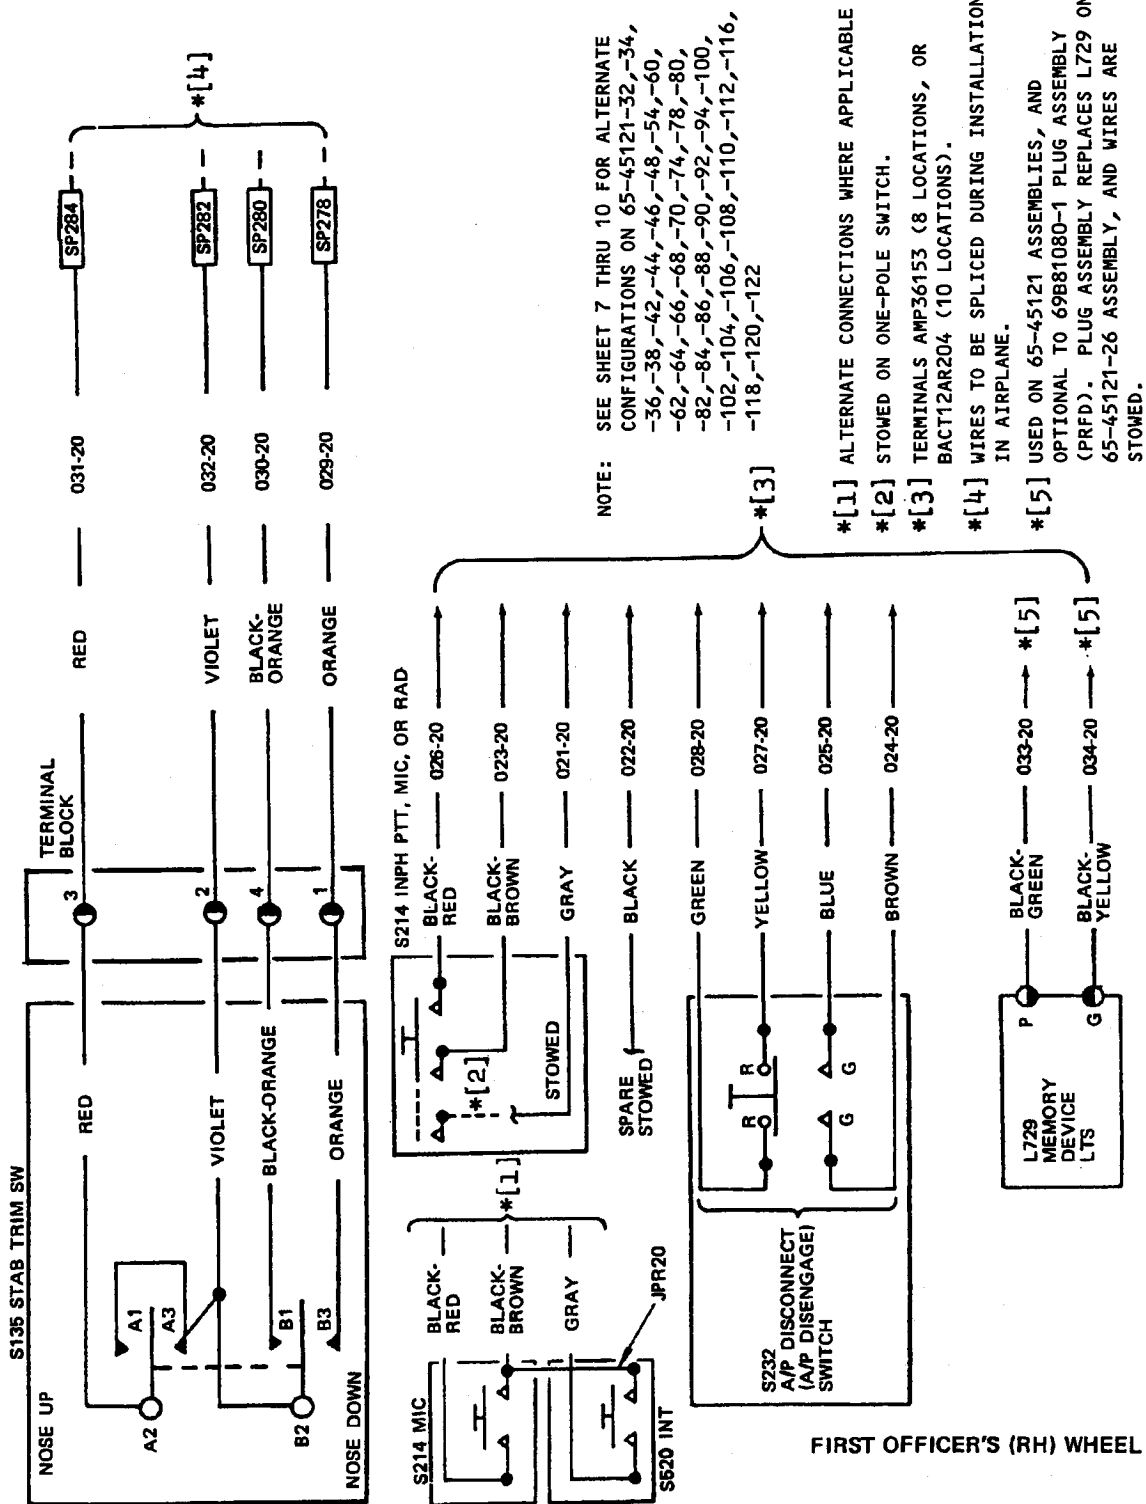 S135 STAB TRIM SW
NOSE UP
NOSE DOWN
A2
A1
A3
B2
B1
B3
RED
VIOLET
BLACK-ORANGE
ORANGE
TERMINAL
BLOCK
3
2
4
1
RED
031-20
SP284
VIOLET
032-20
SP282
BLACK-
ORANGE
030-20
SP280
ORANGE
029-20
SP278
*[4]
S214 MIC
S520 INT
BLACK-
RED
BLACK-
BROWN
GRAY
JPR20
*[1]
S214 INPH PTT, MIC, OR RAD
*[2]
STOWED
BLACK-
RED
026-20
BLACK-
BROWN
023-20
GRAY
021-20
SPARE
STOWED
BLACK
022-20
S232
A/P DISCONNECT
(A/P DISENGAGE)
SWITCH
R
R
G
G
GREEN
028-20
YELLOW
027-20
BLUE
025-20
BROWN
024-20
*[3]
L729
MEMORY
DEVICE
LTS
P
G
BLACK-
GREEN
033-20
*[5]
BLACK-
YELLOW
034-20
*[5]
NOTE: SEE SHEET 7 THRU 10 FOR ALTERNATE
CONFIGURATIONS ON 65-45121-32,-34,
-36,-38,-42,-44,-46,-48,-54,-60,
-62,-64,-66,-68,-70,-74,-78,-80,
-82,-84,-86,-88,-90,-92,-94,-100,
-102,-104,-106,-108,-110,-112,-116,
-118,-120,-122
*[1] ALTERNATE CONNECTIONS WHERE APPLICABLE
*[2] STOWED ON ONE-POLE SWITCH.
*[3] TERMINALS AMP36153 (8 LOCATIONS, OR
BACT12AR204 (10 LOCATIONS).
*[4] WIRES TO BE SPLICED DURING INSTALLATION
IN AIRPLANE.
*[5] USED ON 65-45121 ASSEMBLIES, AND
OPTIONAL TO 69B81080-1 PLUG ASSEMBLY
(PRFD). PLUG ASSEMBLY REPLACES L729 ON
65-45121-26 ASSEMBLY, AND WIRES ARE
STOWED.
FIRST OFFICER'S (RH) WHEEL